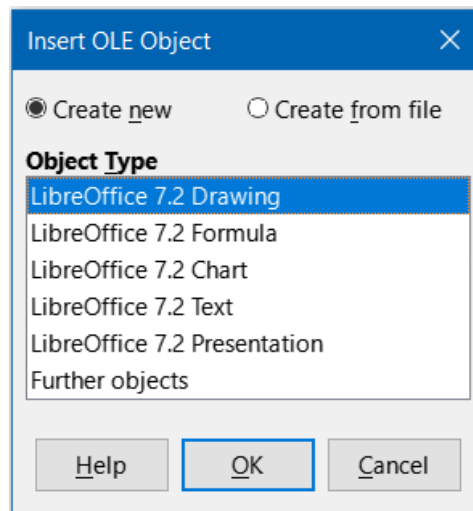 Insert OLE Object
Create new
Create from file
Object Type
LibreOffice 7.2 Drawing
LibreOffice 7.2 Formula
LibreOffice 7.2 Chart
LibreOffice 7.2 Text
LibreOffice 7.2 Presentation
Further objects
Help
OK
Cancel